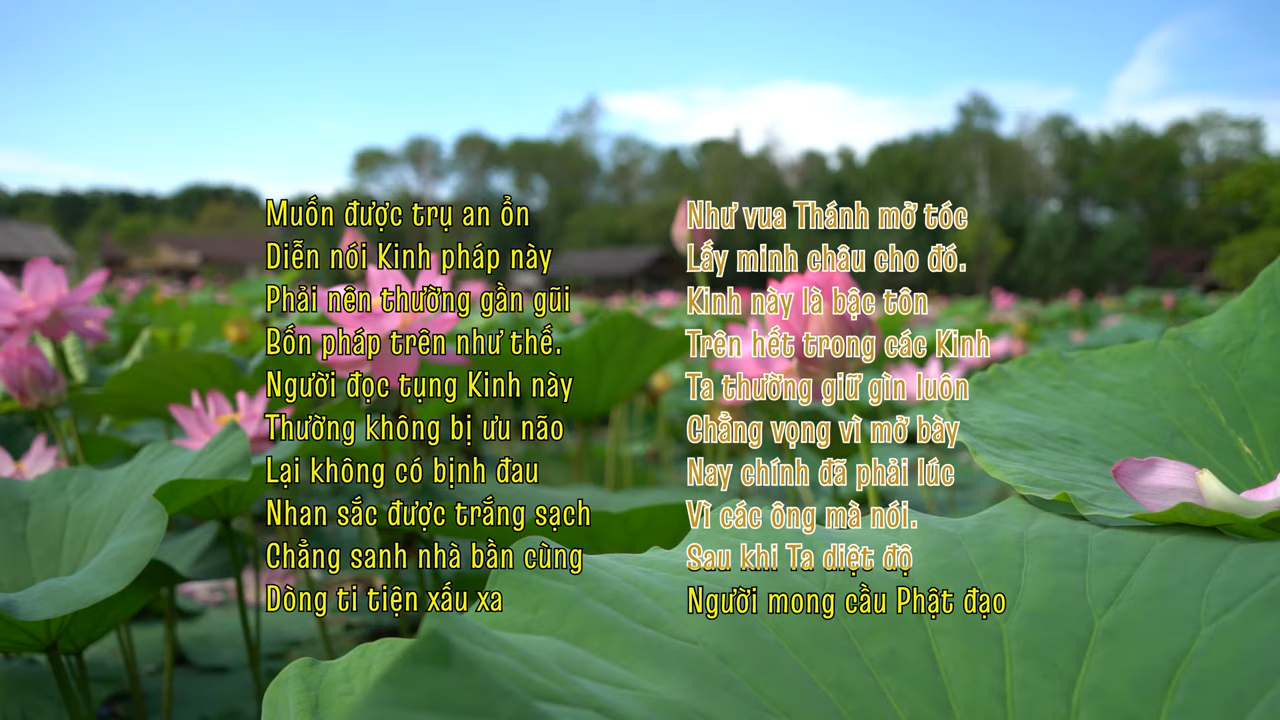 Muốn được trụ an ổn
Diễn nói Kinh pháp này
Phải nên thường gần gũi
Bốn pháp trên như thế.
Người đọc tụng Kinh này
Thường không bị ưu não
Lại không có bịnh đau
Nhan sắc được trắng sạch
Chẳng sanh nhà bần cùng
Dòng ti tiện xấu xa
Như vua Thánh mở tóc
Lấy minh châu cho đó.
Kinh này là bậc tôn
Trên hết trong các Kinh
Ta thường giữ gìn luôn
Chẳng vọng vì mở bày
Nay chính đã phải lúc
Vì các ông mà nói.
Sau khi Ta diệt độ
Người mong cầu Phật đạo